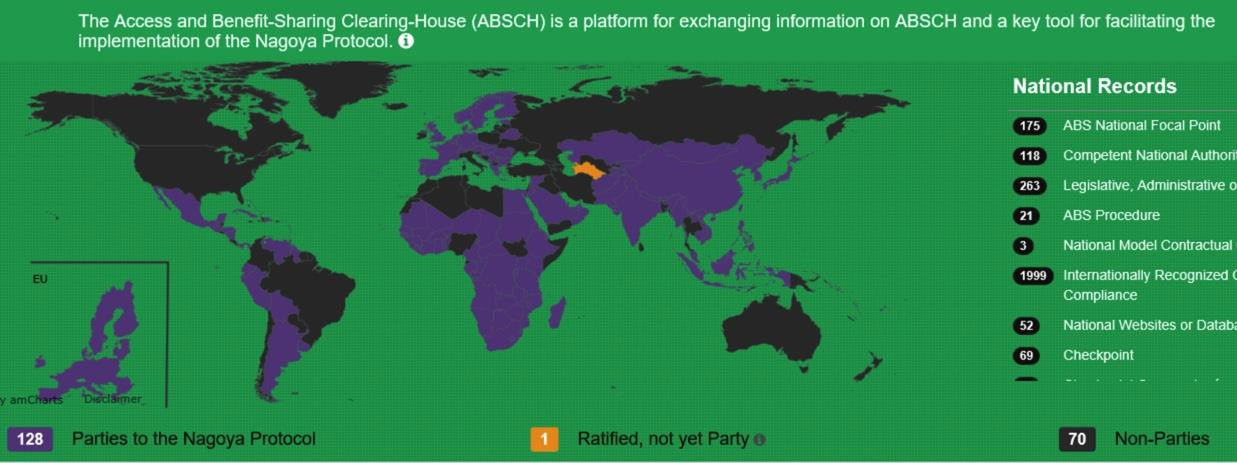 The Access and Benefit-Sharing Clearing-House (ABSCH) is a platform for exchanging information on ABSCH and a key tool for facilitating the
implementation of the Nagoya Protocol.
National Records
175 ABS National Focal Point
118 Competent National Authori
263 Legislative, Administrative o
21 ABS Procedure
3 National Model Contractual
1999 Internationally Recognized
Compliance
52 National Websites or Databa
69 Checkpoint
EU
y amCharts Disclaimer
128 Parties to the Nagoya Protocol
1 Ratified, not yet Party
70 Non-Parties